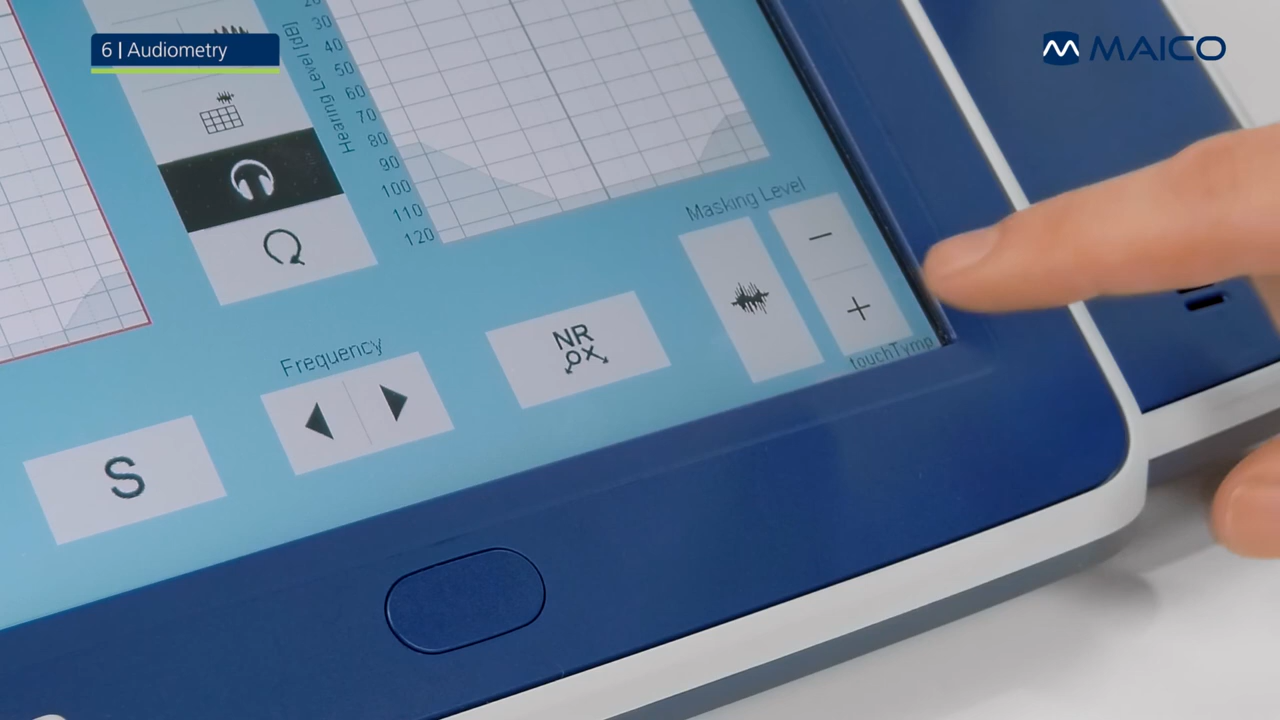 6 | Audiometry
MAICO
Hearing Level [dB]
30
40
50
60
70
80
90
100
110
120
Masking Level
−
+
touchTymp
NR
OX
Frequency
S